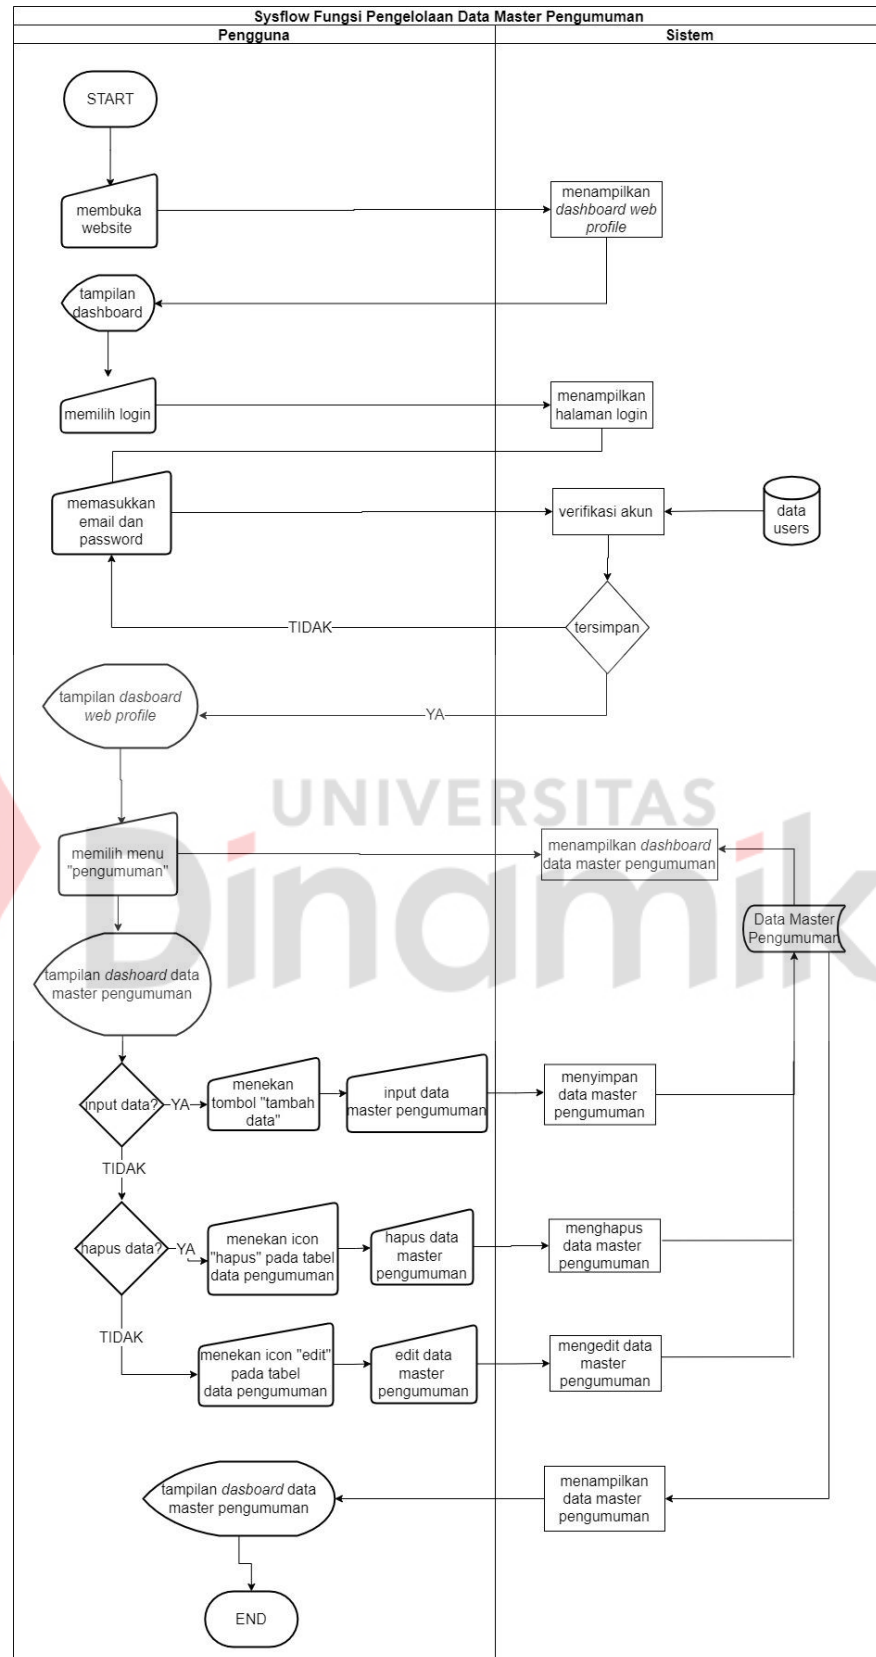 Sysflow Fungsi Pengelolaan Data Master Pengumuman
Pengguna
Sistem
START
membuka
website
menampilkan
dashboard web
profile
tampilan
dashboard
memilih login
menampilkan
halaman login
memasukkan
email dan
password
verifikasi akun
data
users
TIDAK
tersimpan
tampilan dasboard
web profile
YA
UNIVERSITAS
Dinamik
memilih menu
"pengumuman"
menampilkan dashboard
data master pengumuman
Data Master
Pengumuman
tampilan dashoard data
master pengumuman
input data?
YA
menekan
tombol "tambah
data"
input data
master pengumuman
menyimpan
data master
pengumuman
TIDAK
hapus data?
YA
menekan icon
"hapus" pada tabel
data pengumuman
hapus data
master
pengumuman
menghapus
data master
pengumuman
TIDAK
menekan icon "edit"
pada tabel
data pengumuman
edit data
master
pengumuman
mengedit data
master
pengumuman
tampilan dasboard data
master pengumuman
menampilkan
data master
pengumuman
END